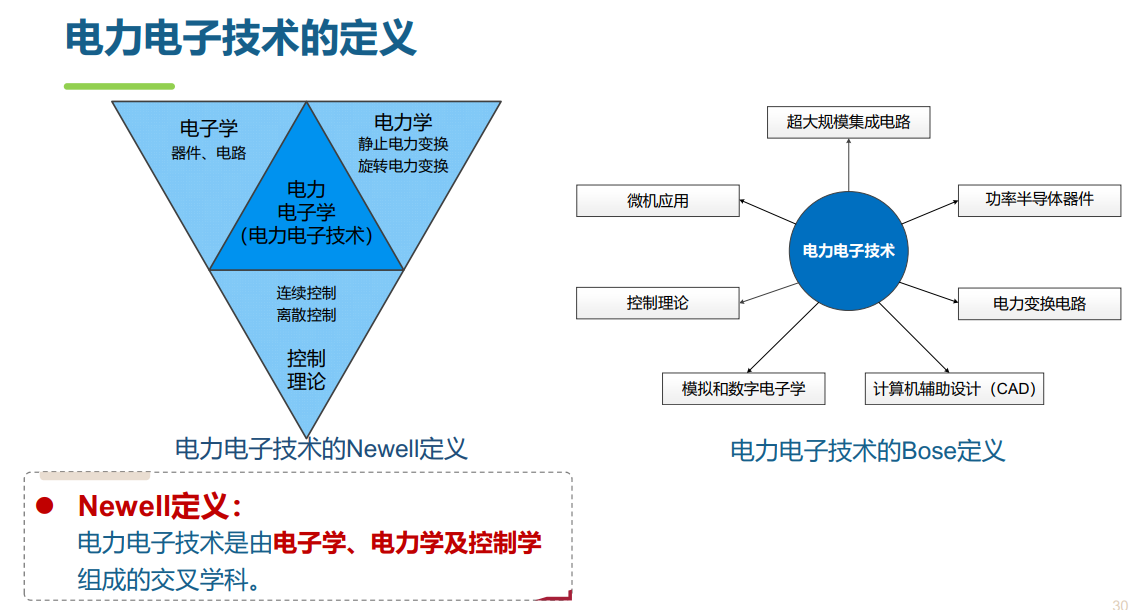 电力电子技术的定义
电子学
器件、电路
电力学
静止电力变换
旋转电力变换
电力
电子学
(电力电子技术)
连续控制
离散控制
控制
理论
电力电子技术的Newell定义
超大规模集成电路
微机应用
功率半导体器件
电力电子技术
控制理论
电力变换电路
模拟和数字电子学
计算机辅助设计（CAD）
电力电子技术的Bose定义
Newell定义：
电力电子技术是由电子学、电力学及控制学
组成的交叉学科。
30